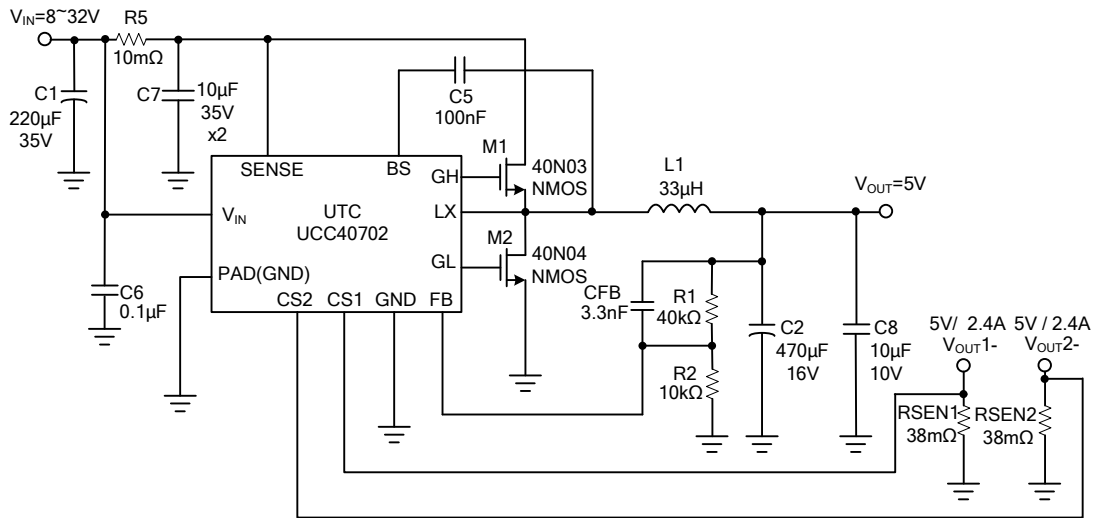 VIN=8~32V
R5
10mΩ
C1
220µF
35V
C7
10µF
35V
x2
C5
100nF
SENSE
BS
M1
40N03
NMOS
GH
L1
33µH
VOUT=5V
VIN
UTC
UCC40702
LX
M2
40N04
NMOS
GL
PAD(GND)
CS2
CS1
GND
FB
C6
0.1µF
CFB
3.3nF
R1
40kΩ
R2
10kΩ
C2
470µF
16V
C8
10µF
10V
5V/ 2.4A
VOUT1-
5V / 2.4A
VOUT2-
RSEN1
38mΩ
RSEN2
38mΩ